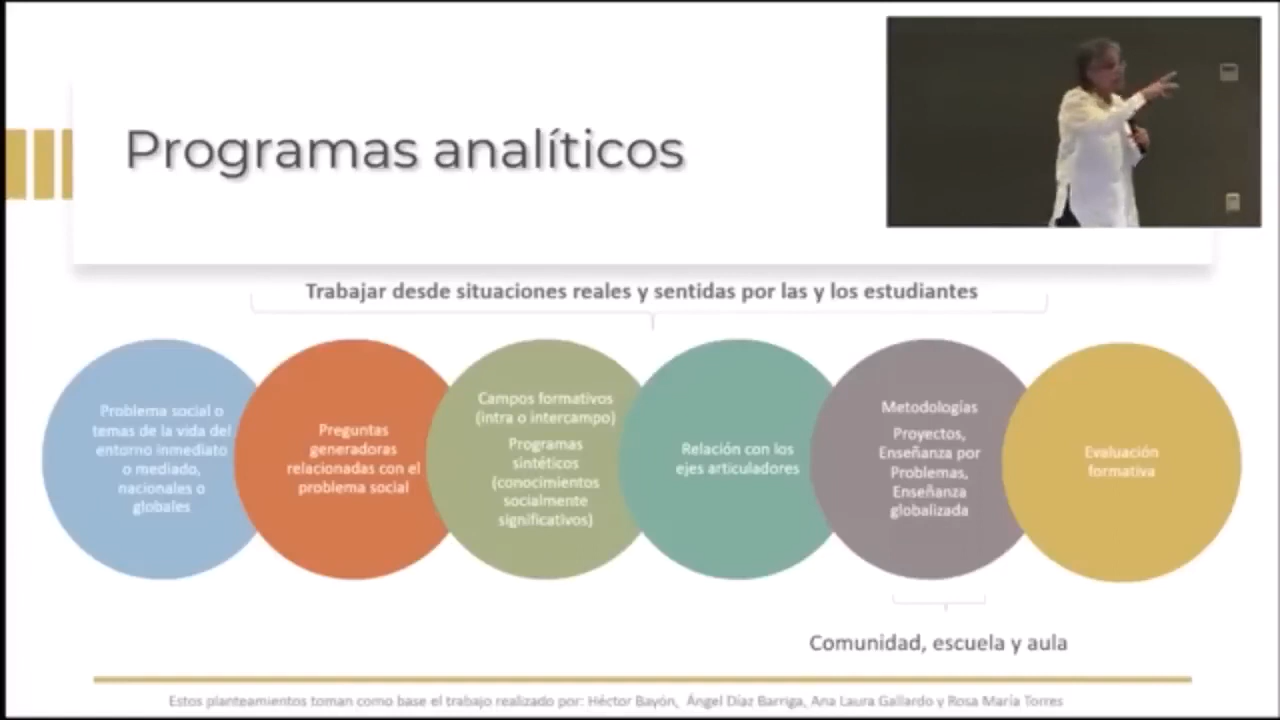 Programas analíticos
Trabajar desde situaciones reales y sentidas por las y los estudiantes
Problema social o
temas de la vida del
entorno inmediato
o mediado,
nacionales o
globales
Preguntas
generadoras
relacionadas con el
problema social
Campos formativos
(intra o intercampo)
Programas
sintéticos
(conocimientos
socialmente
significativos)
Relación con los
ejes articuladores
Metodologías
Proyectos,
Enseñanza por
Problemas,
Enseñanza
globalizada
Evaluación
formativa
Comunidad, escuela y aula
Estos planteamientos toman como base el trabajo realizado por: Héctor Bayón, Ángel Díaz Barriga, Ana Laura Gallardo y Rosa María Torres